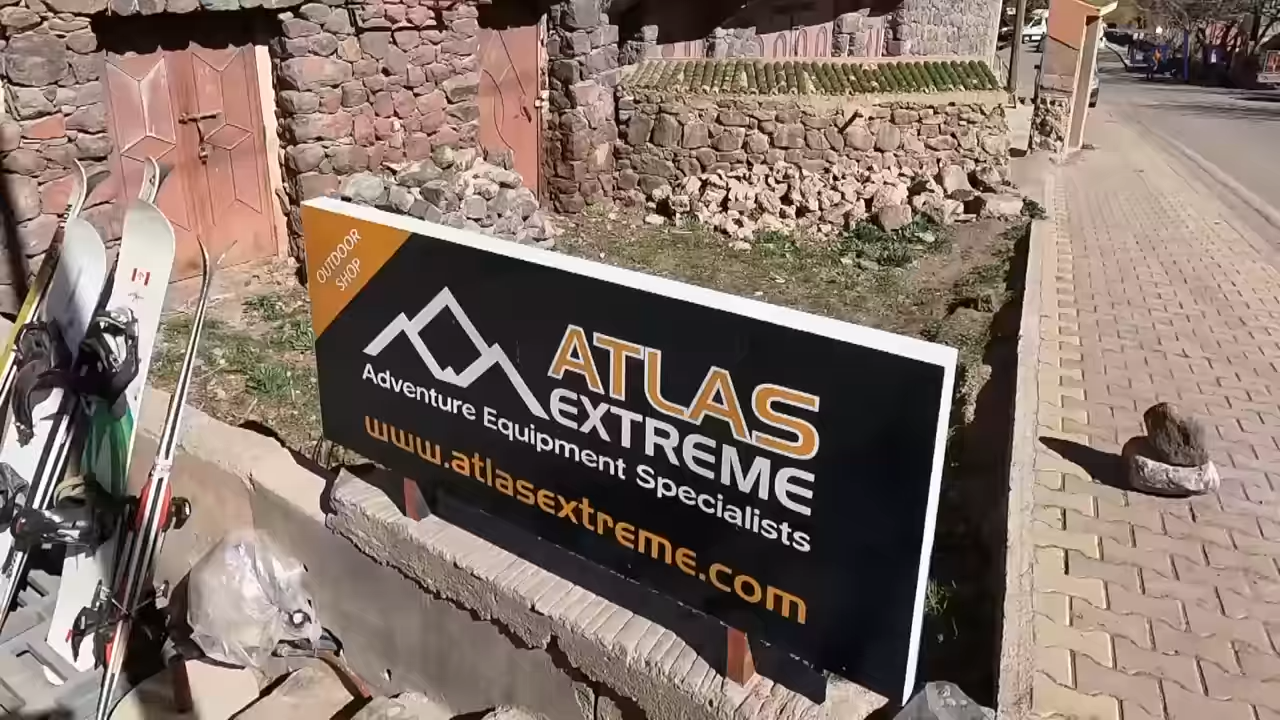 OUTDOOR
SHOP
ATLAS
EXTREME
Adventure Equipment Specialists
www.atlasextreme.com